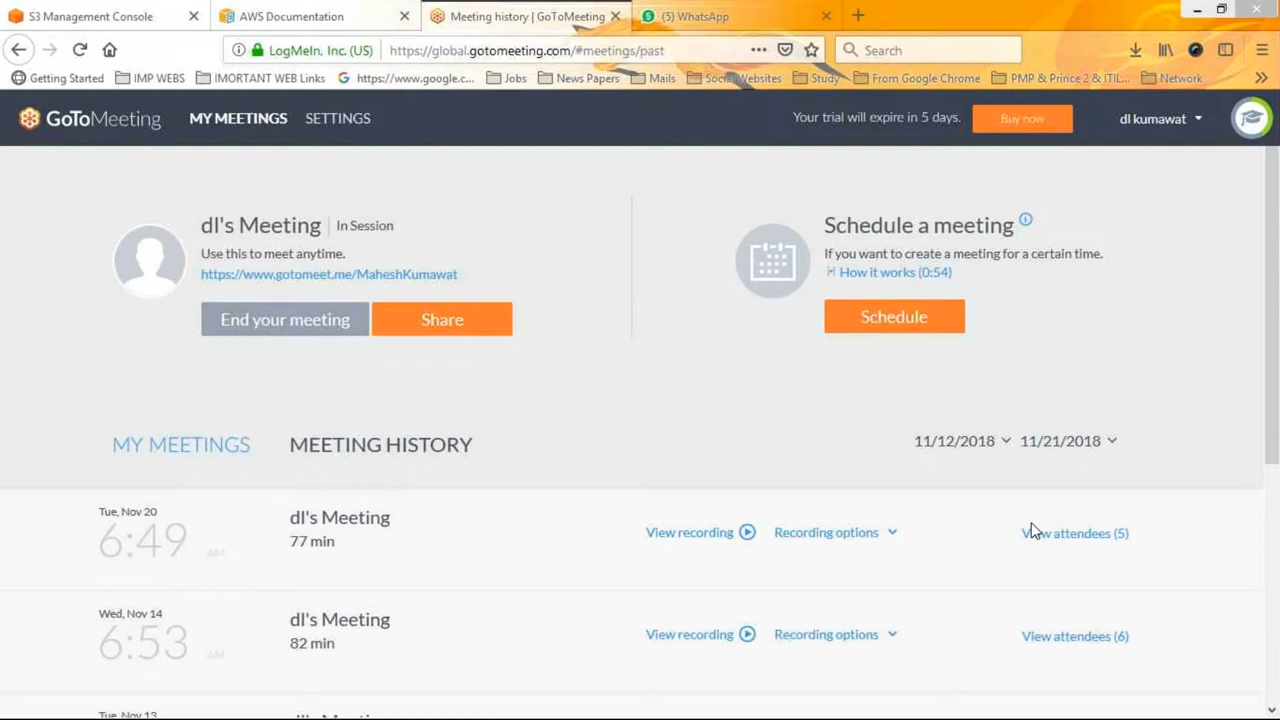 S3 Management Console
AWS Documentation
Meeting history | GoToMeeting
(5) WhatsApp
LogMeIn, Inc. (US)
https://global.gotomeeting.com/#meetings/past
Search
Getting Started
IMP WEBS
IMORTANT WEB Links
https://www.google.c...
Jobs
News Papers
Mails
Social Websites
Study
From Google Chrome
PMP & Prince 2 & ITIL...
Network
GoToMeeting
MY MEETINGS
SETTINGS
Your trial will expire in 5 days.
Buy now
dl kumawat
dl's Meeting
In Session
Use this to meet anytime.
https://www.gotomeet.me/MaheshKumawat
End your meeting
Share
Schedule a meeting
If you want to create a meeting for a certain time.
How it works (0:54)
Schedule
MY MEETINGS
MEETING HISTORY
11/12/2018
11/21/2018
Tue, Nov 20
6:49 AM
dl's Meeting
77 min
View recording
Recording options
View attendees (5)
Wed, Nov 14
6:53 AM
dl's Meeting
82 min
View recording
Recording options
View attendees (6)
Tue, Nov 13